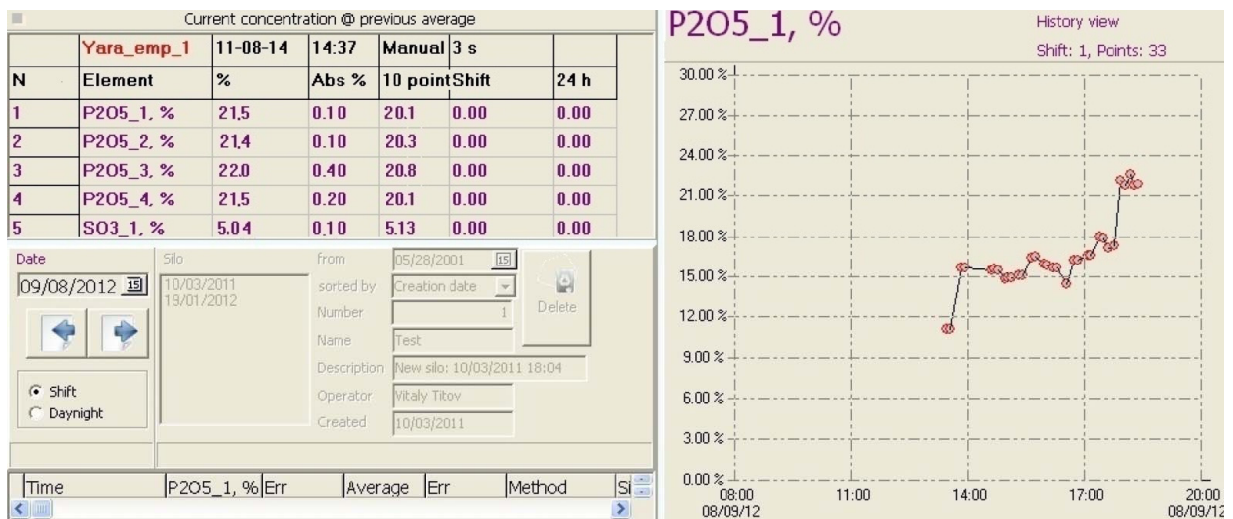 Current concentration @ previous average
Yara_emp_1 11-08-14 14:37 Manual 3 s
N Element % Abs % 10 point Shift 24 h
1 P2O5_1, % 21,5 0.10 20.1 0.00 0.00
2 P2O5_2, % 21,4 0.10 20.3 0.00 0.00
3 P2O5_3, % 22.0 0.40 20.8 0.00 0.00
4 P2O5_4, % 21,5 0.20 20.1 0.00 0.00
5 SO3_1, % 5.04 0.10 5.13 0.00 0.00
Date
09/08/2012 15
Shift
Daynight
Silo
10/03/2011
19/01/2012
from 05/28/2001 15
sorted by Creation date
Number 1
Name Test
Description New silo: 10/03/2011 18:04
Operator Vitaly Titov
Created 10/03/2011
Delete
Time P2O5_1, % Err Average Err Method Si
P2O5_1, %
History view
Shift: 1, Points: 33
30.00 %
27.00 %
24.00 %
21.00 %
18.00 %
15.00 %
12.00 %
9.00 %
6.00 %
3.00 %
0.00 %
08:00 11:00 14:00 17:00 20:00
08/09/12 08/09/12